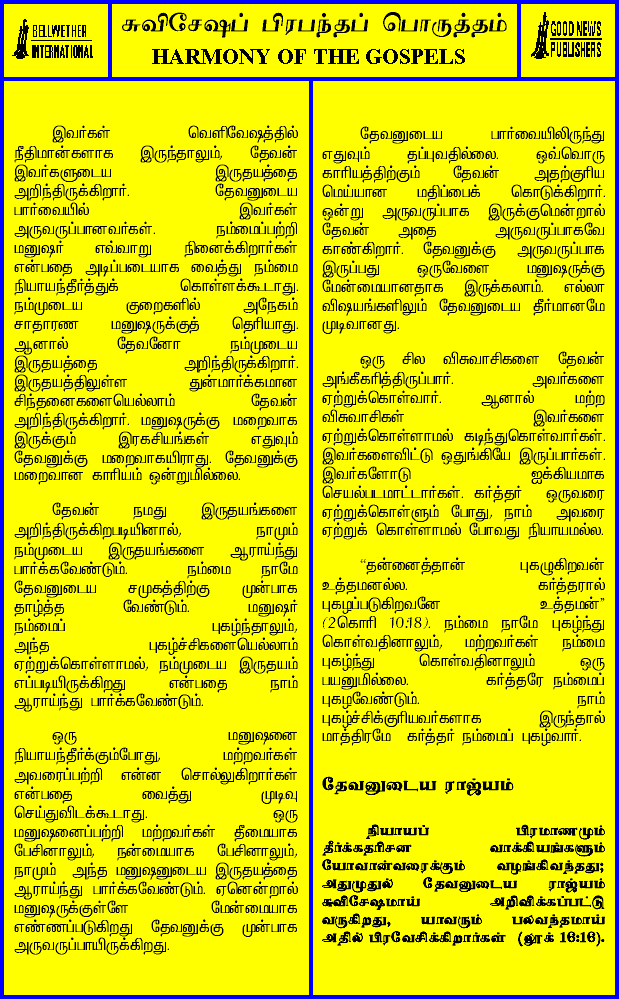 BELLWETHER
INTERNATIONAL
சுவிசேஷப் பிரபந்தப் பொருத்தம்
HARMONY OF THE GOSPELS
GOOD NEWS
PUBLISHERS
இவர்கள் வெளிவேஷத்தில்
நீதிமான்களாக இருந்தாலும், தேவன்
இவர்களுடைய இருதயத்தை
அறிந்திருக்கிறார். தேவனுடைய
பார்வையில் இவர்கள்
அருவருப்பானவர்கள். நம்மைப்பற்றி
மனுஷர் எவ்வாறு நினைக்கிறார்கள்
என்பதை அடிப்படையாக வைத்து நம்மை
நியாயந்தீர்த்துக் கொள்ளக்கூடாது.
நம்முடைய குறைகளில் அநேகம்
சாதாரண மனுஷருக்குத் தெரியாது.
ஆனால் தேவனோ நம்முடைய
இருதயத்தை அறிந்திருக்கிறார்.
இருதயத்திலுள்ள துன்மார்க்கமான
சிந்தனைகளையெல்லாம் தேவன்
அறிந்திருக்கிறார். மனுஷருக்கு மறைவாக
இருக்கும் இரகசியங்கள் எதுவும்
தேவனுக்கு மறைவாகயிராது. தேவனுக்கு
மறைவான காரியம் ஒன்றுமில்லை.
தேவன் நமது இருதயங்களை
அறிந்திருக்கிறபடியினால், நாமும்
நம்முடைய இருதயங்களை ஆராய்ந்து
பார்க்கவேண்டும். நம்மை நாமே
தேவனுடைய சமுகத்திற்கு முன்பாக
தாழ்த்த வேண்டும். மனுஷர்
நம்மைப் புகழ்ந்தாலும்,
அந்த புகழ்ச்சிகளையெல்லாம்
ஏற்றுக்கொள்ளாமல், நம்முடைய இருதயம்
எப்படியிருக்கிறது என்பதை நாம்
ஆராய்ந்து பார்க்கவேண்டும்.
ஒரு மனுஷனை
நியாயந்தீர்க்கும்போது, மற்றவர்கள்
அவரைப்பற்றி என்ன சொல்லுகிறார்கள்
என்பதை வைத்து முடிவு
செய்துவிடக்கூடாது. ஒரு
மனுஷனைப்பற்றி மற்றவர்கள் தீமையாக
பேசினாலும், நன்மையாக பேசினாலும்,
நாமும் அந்த மனுஷனுடைய இருதயத்தை
ஆராய்ந்து பார்க்கவேண்டும். ஏனென்றால்
மனுஷருக்குள்ளே மேன்மையாக
எண்ணப்படுகிறது தேவனுக்கு முன்பாக
அருவருப்பாயிருக்கிறது.
தேவனுடைய பார்வையிலிருந்து
எதுவும் தப்புவதில்லை. ஒவ்வொரு
காரியத்திற்கும் தேவன் அதற்குரிய
மெய்யான மதிப்பைக் கொடுக்கிறார்.
ஒன்று அருவருப்பாக இருக்குமென்றால்
தேவன் அதை அருவருப்பாகவே
காண்கிறார். தேவனுக்கு அருவருப்பாக
இருப்பது ஒருவேளை மனுஷருக்கு
மேன்மையானதாக இருக்கலாம். எல்லா
விஷயங்களிலும் தேவனுடைய தீர்மானமே
முடிவானது.
ஒரு சில விசுவாசிகளை தேவன்
அங்கீகரித்திருப்பார். அவர்களை
ஏற்றுக்கொள்வார். ஆனால் மற்ற
விசுவாசிகள் இவர்களை
ஏற்றுக்கொள்ளாமல் கடிந்துகொள்வார்கள்.
இவர்களைவிட்டு ஒதுங்கியே இருப்பார்கள்.
இவர்களோடு ஐக்கியமாக
செயல்படமாட்டார்கள். கர்த்தர் ஒருவரை
ஏற்றுக்கொள்ளும் போது, நாம் அவரை
ஏற்றுக் கொள்ளாமல் போவது நியாயமல்ல.
"தன்னைத்தான் புகழுகிறவன்
உத்தமனல்ல. கர்த்தரால்
புகழப்படுகிறவனே உத்தமன்"
(2கொரி 10:18). நம்மை நாமே புகழ்ந்து
கொள்வதினாலும், மற்றவர்கள் நம்மை
புகழ்ந்து கொள்வதினாலும் ஒரு
பயனுமில்லை. கர்த்தரே நம்மைப்
புகழவேண்டும். நாம்
புகழ்ச்சிக்குரியவர்களாக இருந்தால்
மாத்திரமே கர்த்தர் நம்மைப் புகழ்வார்.
தேவனுடைய ராஜ்யம்
நியாயப் பிரமாணமும்
தீர்க்கதரிசன வாக்கியங்களும்
யோவான்வரைக்கும் வழங்கிவந்தது;
அதுமுதல் தேவனுடைய ராஜ்யம்
சுவிசேஷமாய் அறிவிக்கப்பட்டு
வருகிறது, யாவரும் பலவந்தமாய்
அதில் பிரவேசிக்கிறார்கள் (லூக் 16:16).